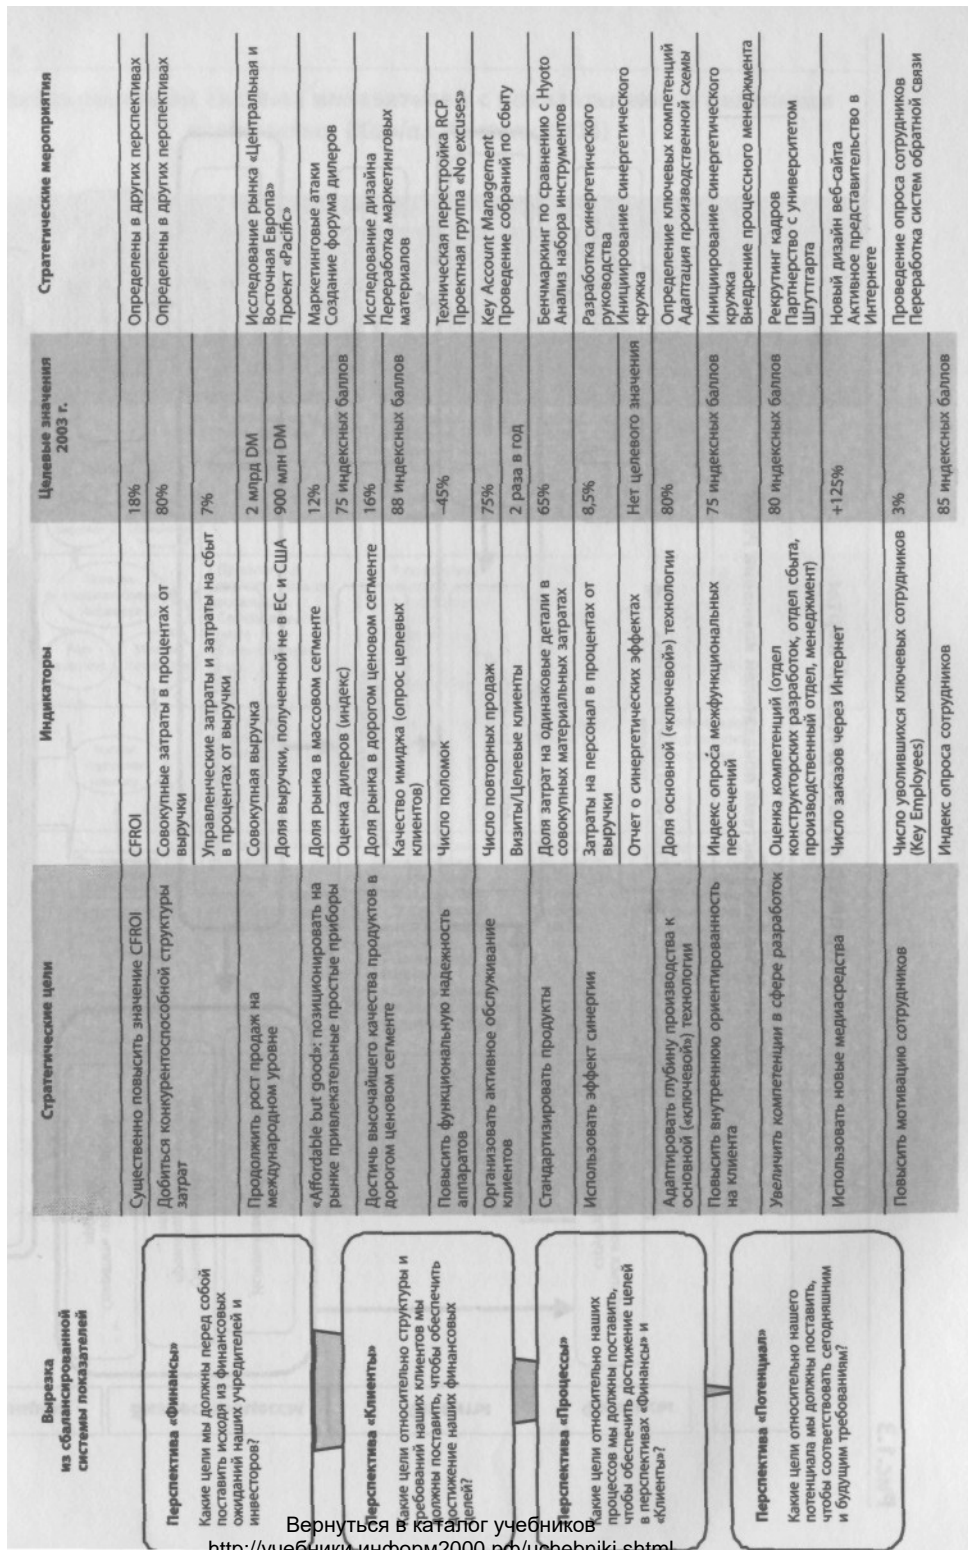 Вырезка
из сбалансированной
системы показателей
Стратегические цели
Индикаторы
Целевые значения
2003 г.
Стратегические мероприятия
Перспектива «Финансы»
Какие цели мы должны перед собой
поставить исходя из финансовых
ожиданий наших учредителей и
инвесторов?
Существенно повысить значение CFROI
CFROI
18%
Определены в других перспективах
Добиться конкурентоспособной структуры
затрат
Совокупные затраты в процентах от
выручки
80%
Определены в других перспективах
Управленческие затраты и затраты на сбыт
в процентах от выручки
7%
Продолжить рост продаж на
международном уровне
Совокупная выручка
2 млрд DM
Исследование рынка «Центральная и
Восточная Европа»
Проект «Pacific»
Доля выручки, полученной не в ЕС и США
900 млн DM
Перспектива «Клиенты»
Какие цели относительно структуры и
требований наших клиентов мы
должны поставить, чтобы обеспечить
достижение наших финансовых
целей?
«Affordable but good»: позиционировать на
рынке привлекательные простые приборы
Доля рынка в массовом сегменте
12%
Маркетинговые атаки
Создание форума дилеров
Оценка дилеров (индекс)
75 индексных баллов
Достичь высочайшего качества продуктов в
дорогом ценовом сегменте
Доля рынка в дорогом ценовом сегменте
16%
Исследование дизайна
Переработка маркетинговых
материалов
Качество имиджа (опрос целевых
клиентов)
88 индексных баллов
Повысить функциональную надежность
аппаратов
Число поломок
–45%
Техническая перестройка RCP
Проектная группа «No excuses»
Организовать активное обслуживание
клиентов
Число повторных продаж
75%
Key Account Management
Проведение собраний по сбыту
Визиты/Целевые клиенты
2 раза в год
Перспектива «Процессы»
Какие цели относительно наших
процессов мы должны поставить,
чтобы обеспечить достижение целей
в перспективах «Финансы» и
«Клиенты»?
Стандартизировать продукты
Доля затрат на одинаковые детали в
совокупных материальных затратах
65%
Бенчмаркинг по сравнению с Hyoto
Анализ набора инструментов
Использовать эффект синергии
Затраты на персонал в процентах от
выручки
8,5%
Разработка синергетического
руководства
Инициирование синергетического
кружка
Отчет о синергетических эффектах
Нет целевого значения
Адаптировать глубину производства к
основной («ключевой») технологии
Доля основной («ключевой») технологии
80%
Определение ключевых компетенций
Адаптация производственной схемы
Повысить внутреннюю ориентированность
на клиента
Индекс опроса межфункциональных
пересечений
75 индексных баллов
Инициирование синергетического
кружка
Внедрение процессного менеджмента
Перспектива «Потенциал»
Какие цели относительно нашего
потенциала мы должны поставить,
чтобы соответствовать сегодняшним
и будущим требованиям?
Увеличить компетенции в сфере разработок
Оценка компетенций (отдел
конструкторских разработок, отдел сбыта,
производственный отдел, менеджмент)
80 индексных баллов
Рекрутинг кадров
Партнерство с университетом
Штуттгарта
Использовать новые медиасредства
Число заказов через Интернет
+125%
Новый дизайн веб-сайта
Активное представительство в
Интернете
Повысить мотивацию сотрудников
Число уволившихся ключевых сотрудников
(Key Employees)
3%
Проведение опроса сотрудников
Переработка систем обратной связи
Индекс опроса сотрудников
85 индексных баллов
Вернуться в каталог учебников
http://учебники.информ2000.рф/uchebniki.shtml